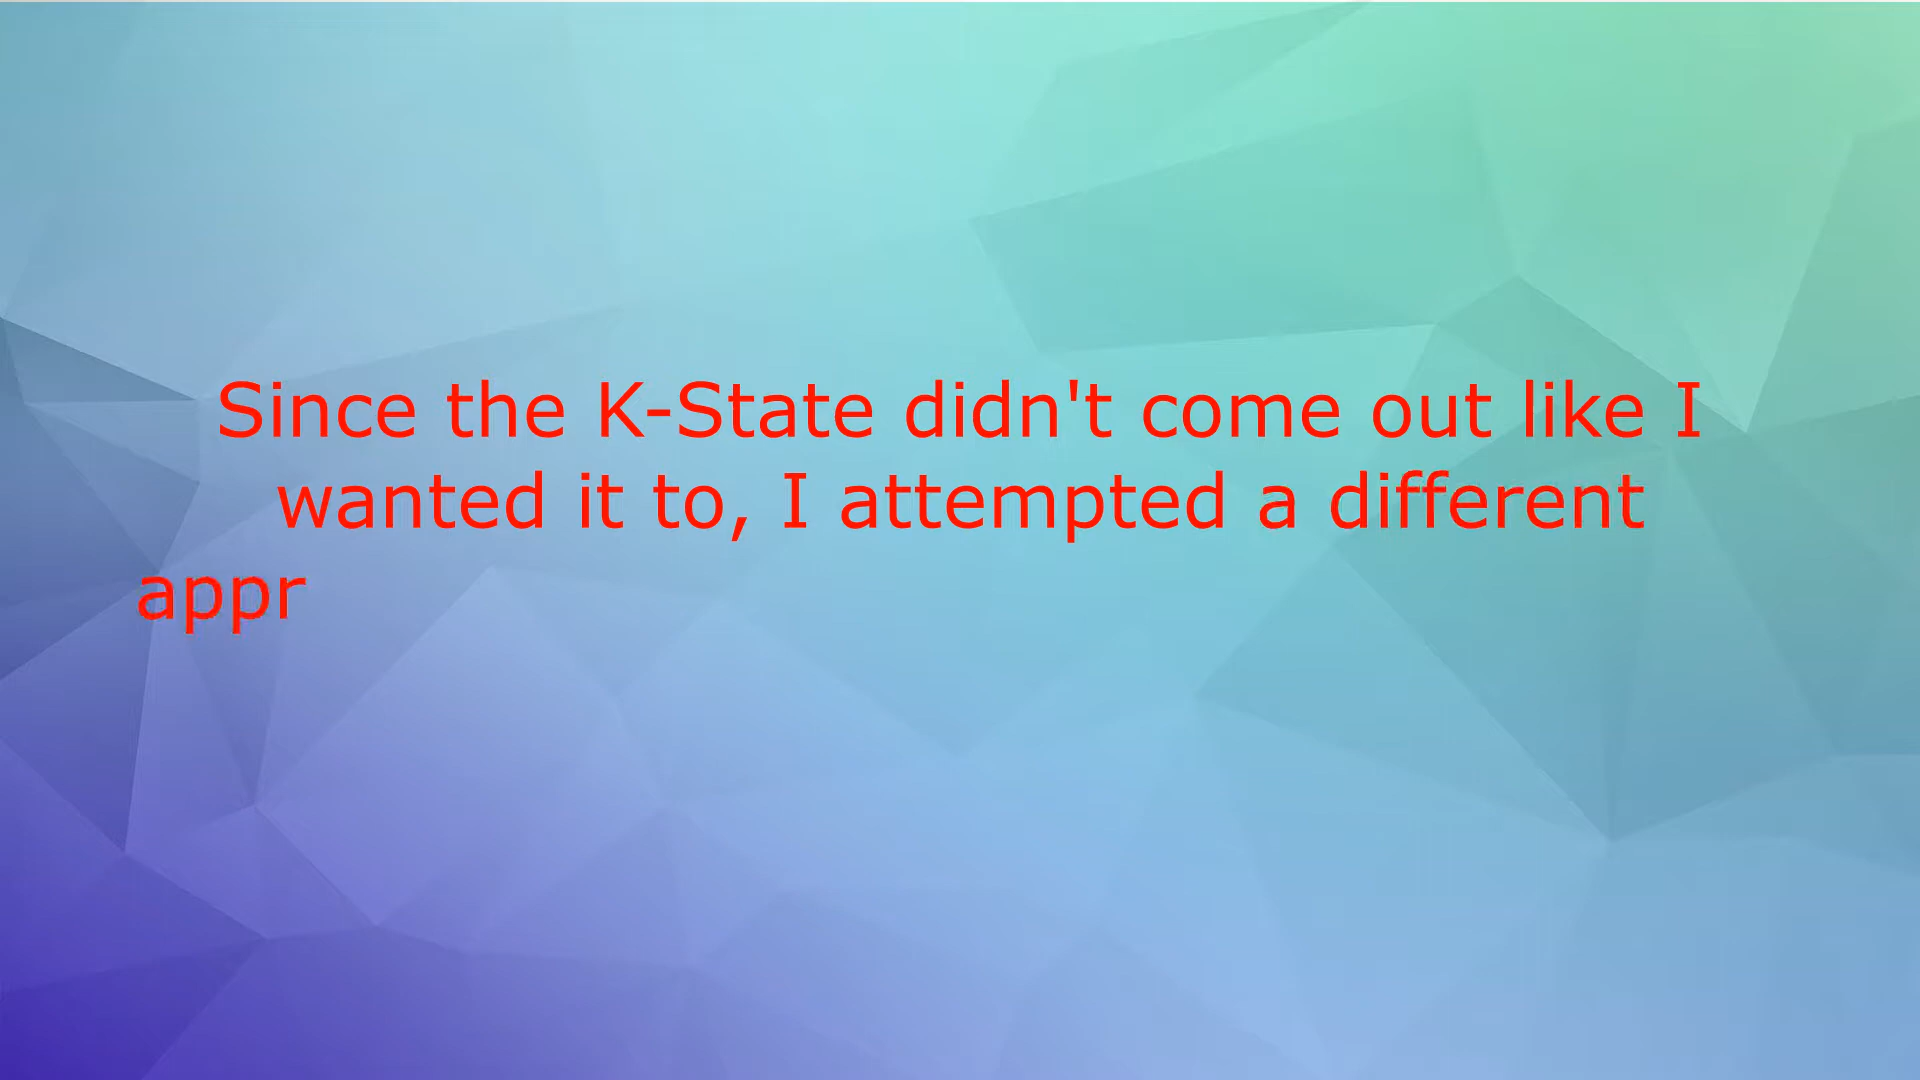 Since the K-State didn't come out like I
wanted it to, I attempted a different
appr